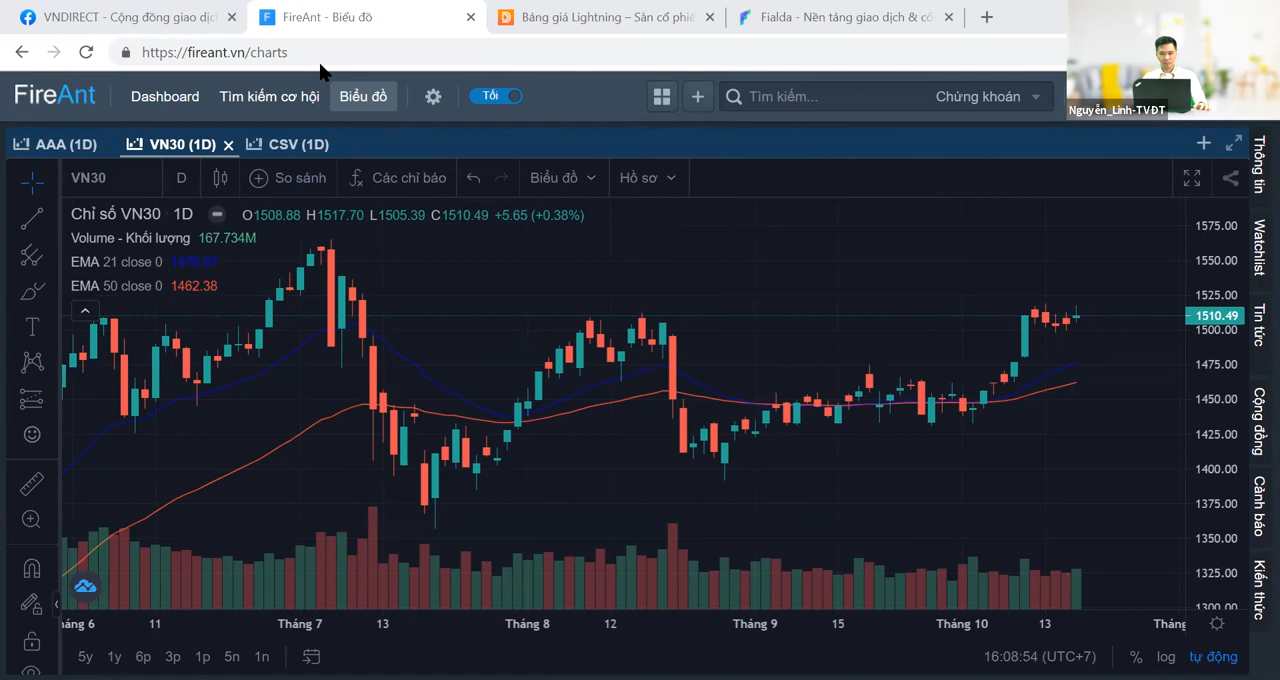 VNDIRECT - Cộng đồng giao dịc
FireAnt - Biểu đồ
Bảng giá Lightning – Sàn cổ phiế
Fialda - Nền tảng giao dịch & cô
https://fireant.vn/charts
FireAnt
Dashboard
Tìm kiếm cơ hội
Biểu đồ
Tối
Tìm kiếm...
Chứng khoán
Nguyễn_Linh-TVĐT
AAA (1D)
VN30 (1D)
CSV (1D)
VN30
D
So sánh
Các chỉ báo
Biểu đồ
Hồ sơ
Chỉ số VN30 · 1D
O1508.88 H1517.70 L1505.39 C1510.49 +5.65 (+0.38%)
Volume - Khối lượng 167.734M
EMA 21 close 0 1476.97
EMA 50 close 0 1462.38
1575.00
1550.00
1525.00
1510.49
1500.00
1475.00
1450.00
1425.00
1400.00
1375.00
1350.00
1325.00
1300.00
Thông tin
Watchlist
Tin tức
Cộng đồng
Cảnh báo
Kiến thức
háng 6
11
Tháng 7
13
Tháng 8
12
Tháng 9
15
Tháng 10
13
Tháng
5y 1y 6p 3p 1p 5n 1n
16:08:54 (UTC+7)
% log tự động